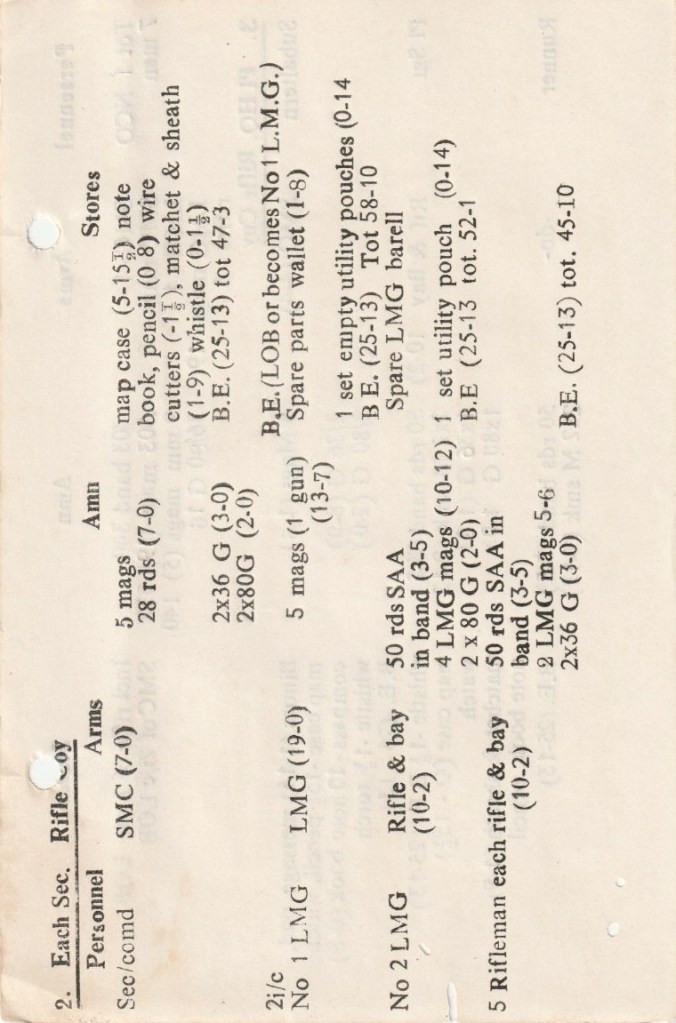 2. Each Sec. Rifle Coy
Personnel Arms Amn Stores
Sec/comd SMC (7-0) 5 mags map case (5-15½) note
28 rds (7-0) book, pencil (0 8) wire
cutters (-1½), matchet & sheath
(1-9) whistle (0-1½)
2x36 G (3-0) B.E. (25-13) tot 47-3
2x80G (2-0)
2i/c B.E. (LOB or becomes No 1 L.M.G.)
No 1 LMG LMG (19-0) 5 mags (1 gun) Spare parts wallet (1-8)
(13-7)
1 set empty utility pouches (0-14
B E. (25-13) Tot 58-10
No 2 LMG Rifle & bay 50 rds SAA Spare LMG barell
(10-2) in band (3-5)
4 LMG mags (10-12) 1 set utility pouch (0-14)
2 x 80 G (2-0) B.E (25-13 tot. 52-1
5 Rifleman each rifle & bay 50 rds SAA in
(10-2) band (3-5)
2 LMG mags 5-6
2x36 G (3-0) B.E. (25-13) tot. 45-10